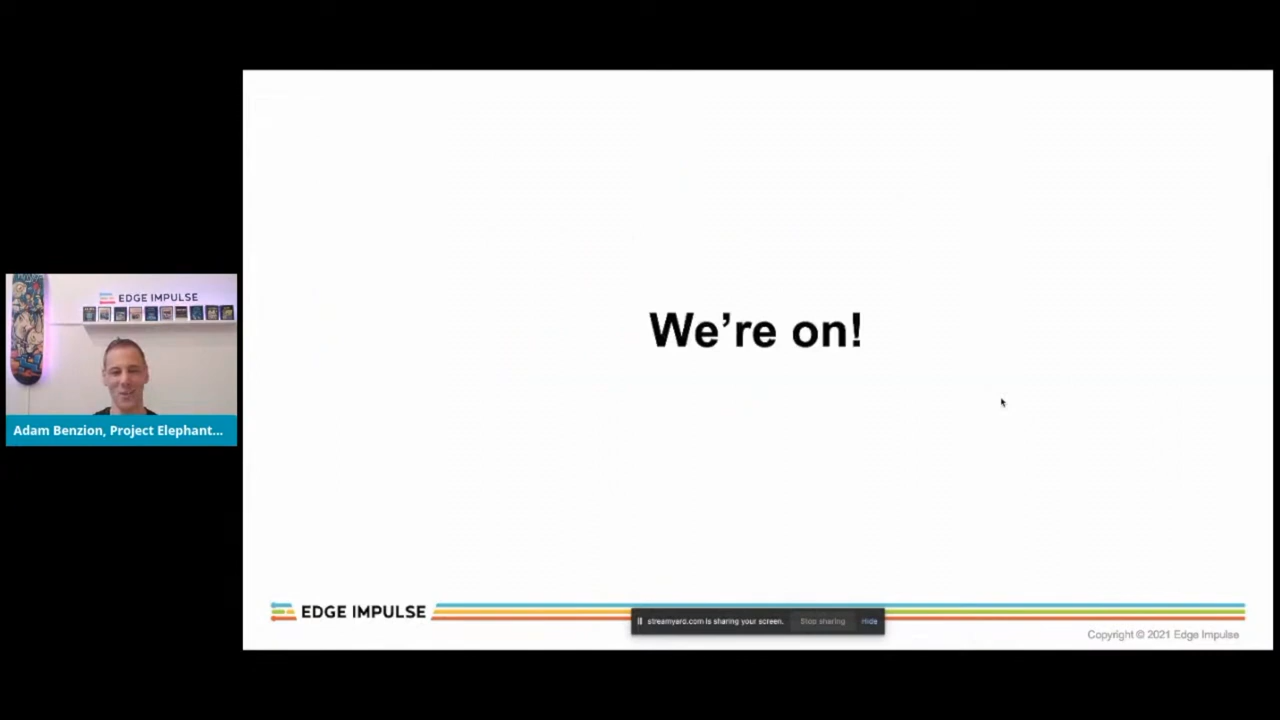 We're on!
EDGE IMPULSE
Adam Benzion, Project Elephant...
EDGE IMPULSE
streamyard.com is sharing your screen. Stop sharing Hide
Copyright © 2021 Edge Impulse